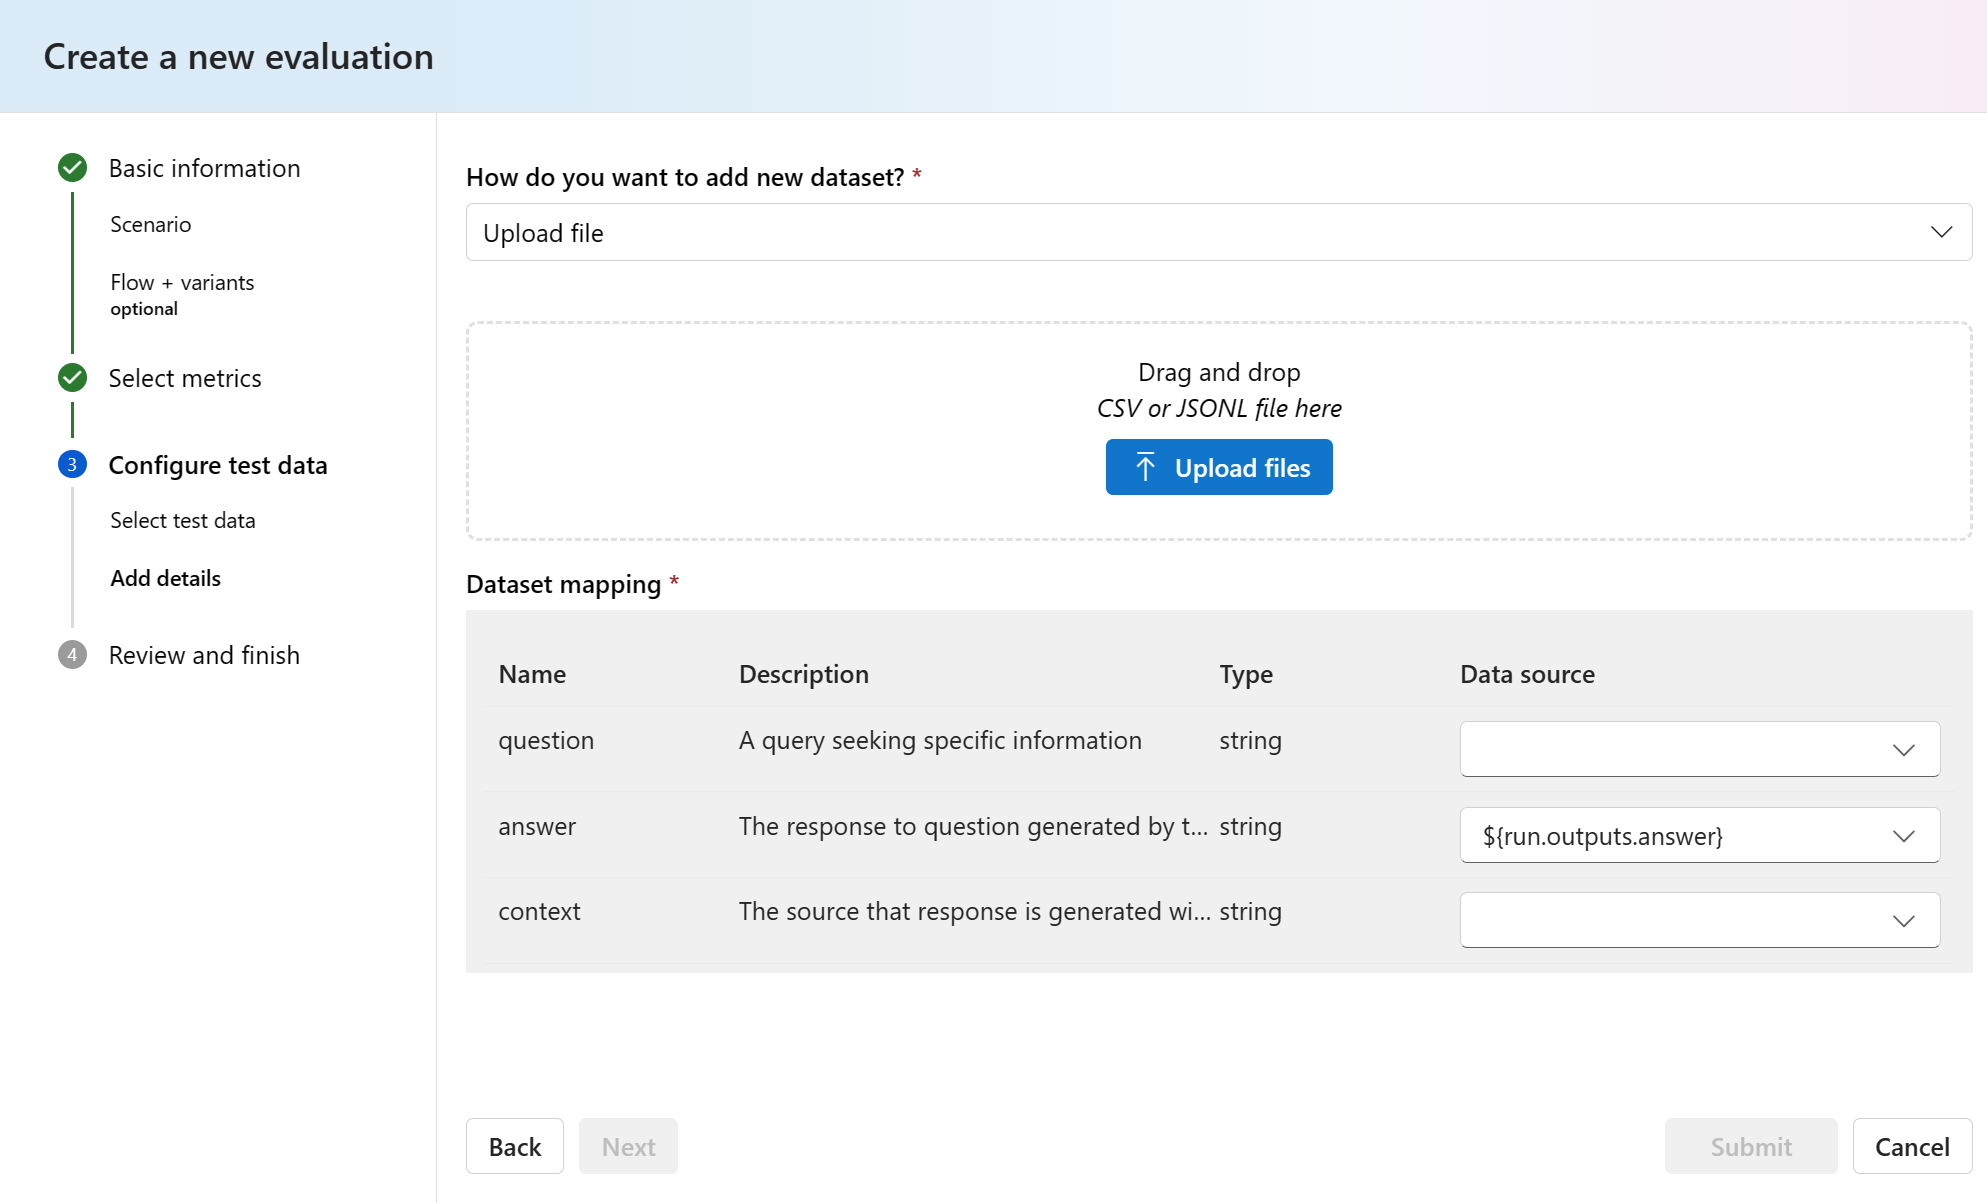 Create a new evaluation
Basic information
Scenario
Flow + variants
optional
Select metrics
3 Configure test data
Select test data
Add details
4 Review and finish
How do you want to add new dataset? *
Upload file
Drag and drop
CSV or JSONL file here
Upload files
Dataset mapping *
Name Description Type Data source
question A query seeking specific information string
answer The response to question generated by t... string ${run.outputs.answer}
context The source that response is generated wi... string
Back Next Submit Cancel